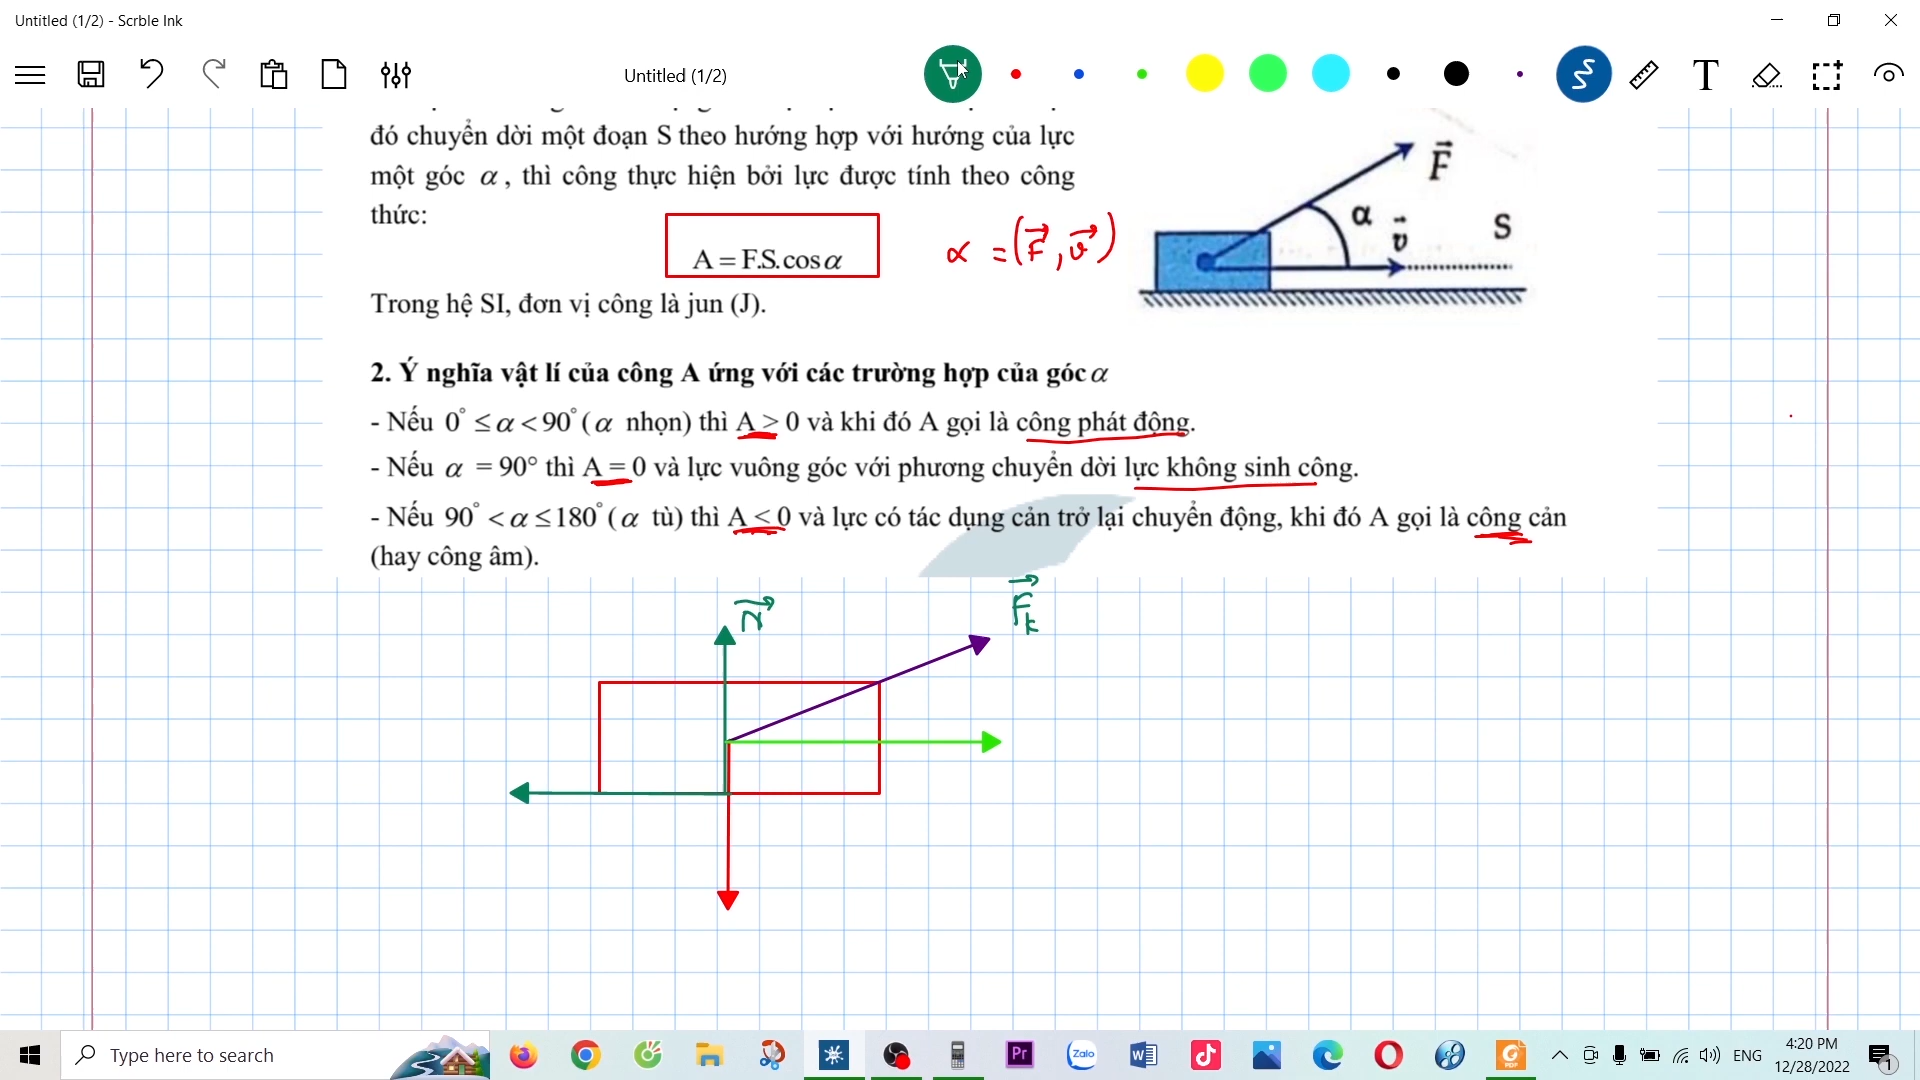 Untitled (1/2) - Scrble Ink
Untitled (1/2)
T
đó chuyển dời một đoạn S theo hướng hợp với hướng của lực
một góc α, thì công thực hiện bởi lực được tính theo công
thức:
A = F.S.cosα
α = (F⃗, v⃗)
F⃗
α
v⃗
S
Trong hệ SI, đơn vị công là jun (J).
2. Ý nghĩa vật lí của công A ứng với các trường hợp của góc α
- Nếu 0° ≤ α < 90° (α nhọn) thì A > 0 và khi đó A gọi là công phát động.
- Nếu α = 90° thì A = 0 và lực vuông góc với phương chuyển dời lực không sinh công.
- Nếu 90° < α ≤ 180° (α tù) thì A < 0 và lực có tác dụng cản trở lại chuyển động, khi đó A gọi là công cản
(hay công âm).
N⃗
F⃗k
Type here to search
Pr
Zalo
ENG
4:20 PM
12/28/2022
1